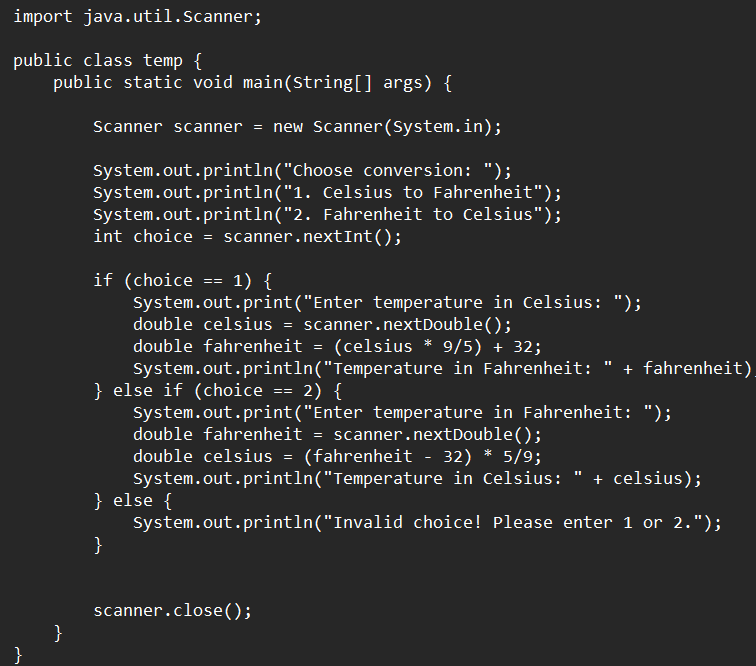 import java.util.Scanner;
public class temp {
public static void main(String[] args) {
Scanner scanner = new Scanner(System.in);
System.out.println("Choose conversion: ");
System.out.println("1. Celsius to Fahrenheit");
System.out.println("2. Fahrenheit to Celsius");
int choice = scanner.nextInt();
if (choice == 1) {
System.out.print("Enter temperature in Celsius: ");
double celsius = scanner.nextDouble();
double fahrenheit = (celsius * 9/5) + 32;
System.out.println("Temperature in Fahrenheit: " + fahrenheit);
} else if (choice == 2) {
System.out.print("Enter temperature in Fahrenheit: ");
double fahrenheit = scanner.nextDouble();
double celsius = (fahrenheit - 32) * 5/9;
System.out.println("Temperature in Celsius: " + celsius);
} else {
System.out.println("Invalid choice! Please enter 1 or 2.");
}
scanner.close();
}
}